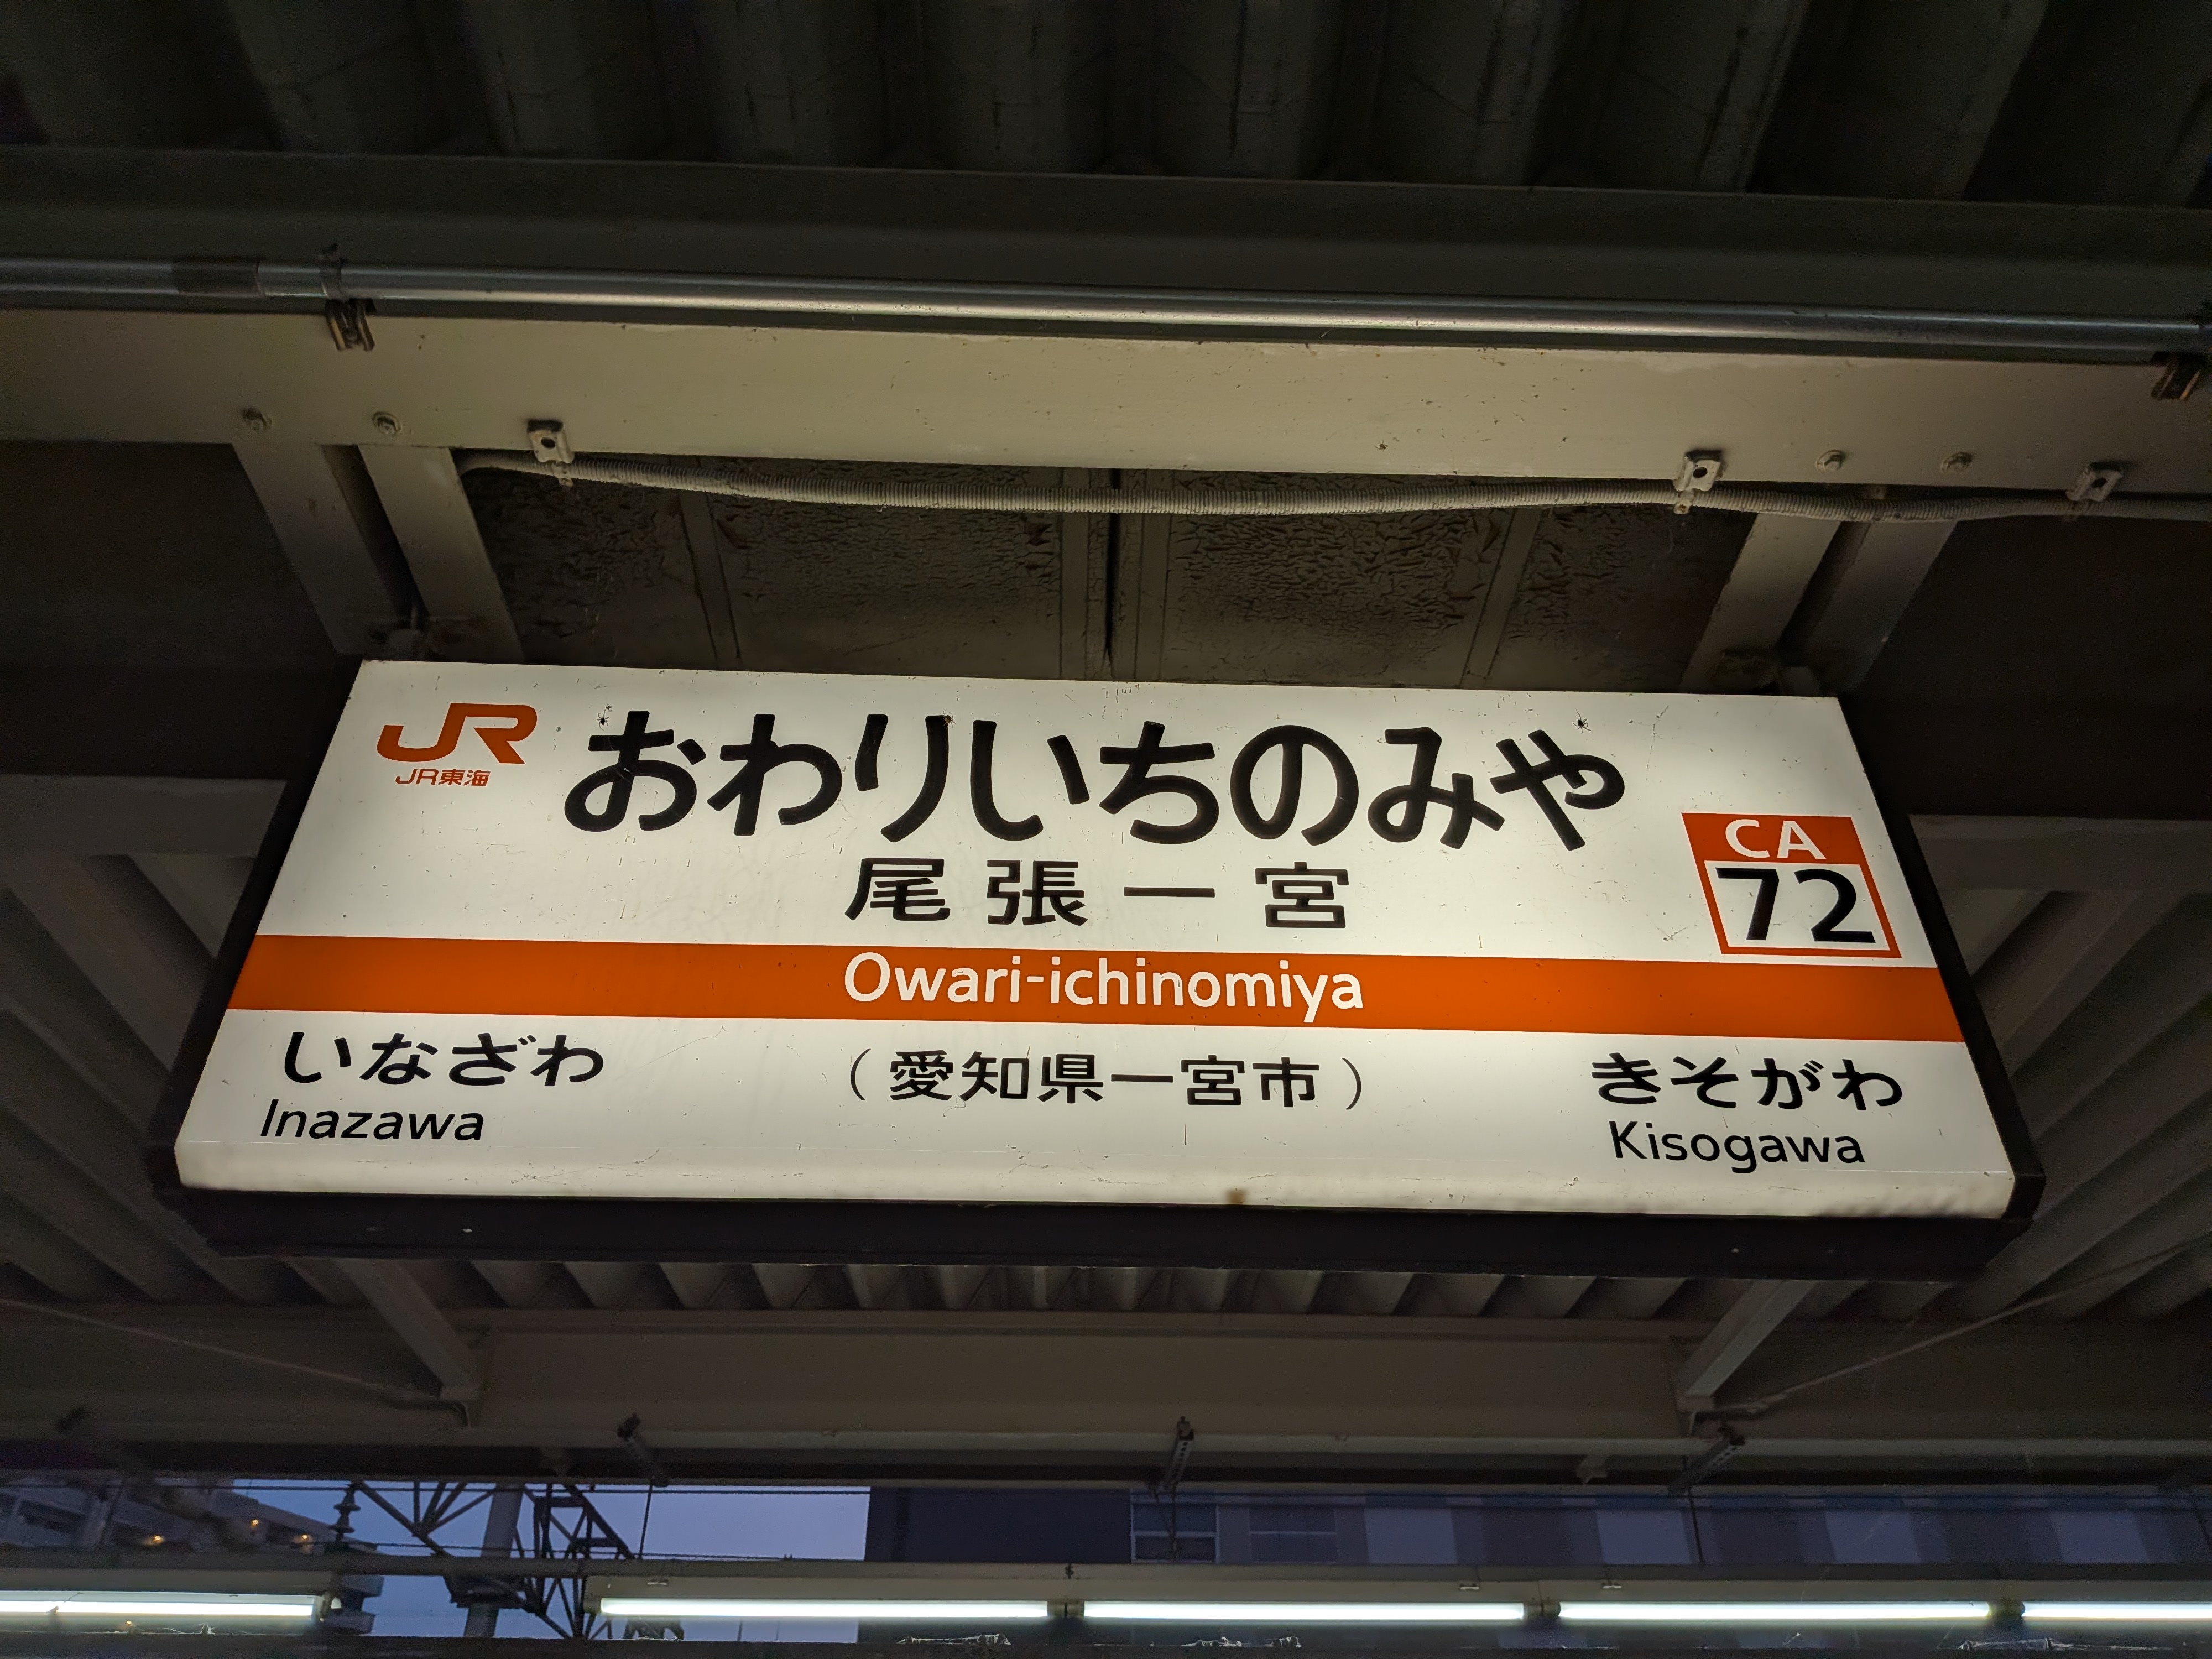 JR
JR東海
おわりいちのみや
尾張一宮
CA
72
Owari-ichinomiya
いなざわ
Inazawa
(愛知県一宮市)
きそがわ
Kisogawa